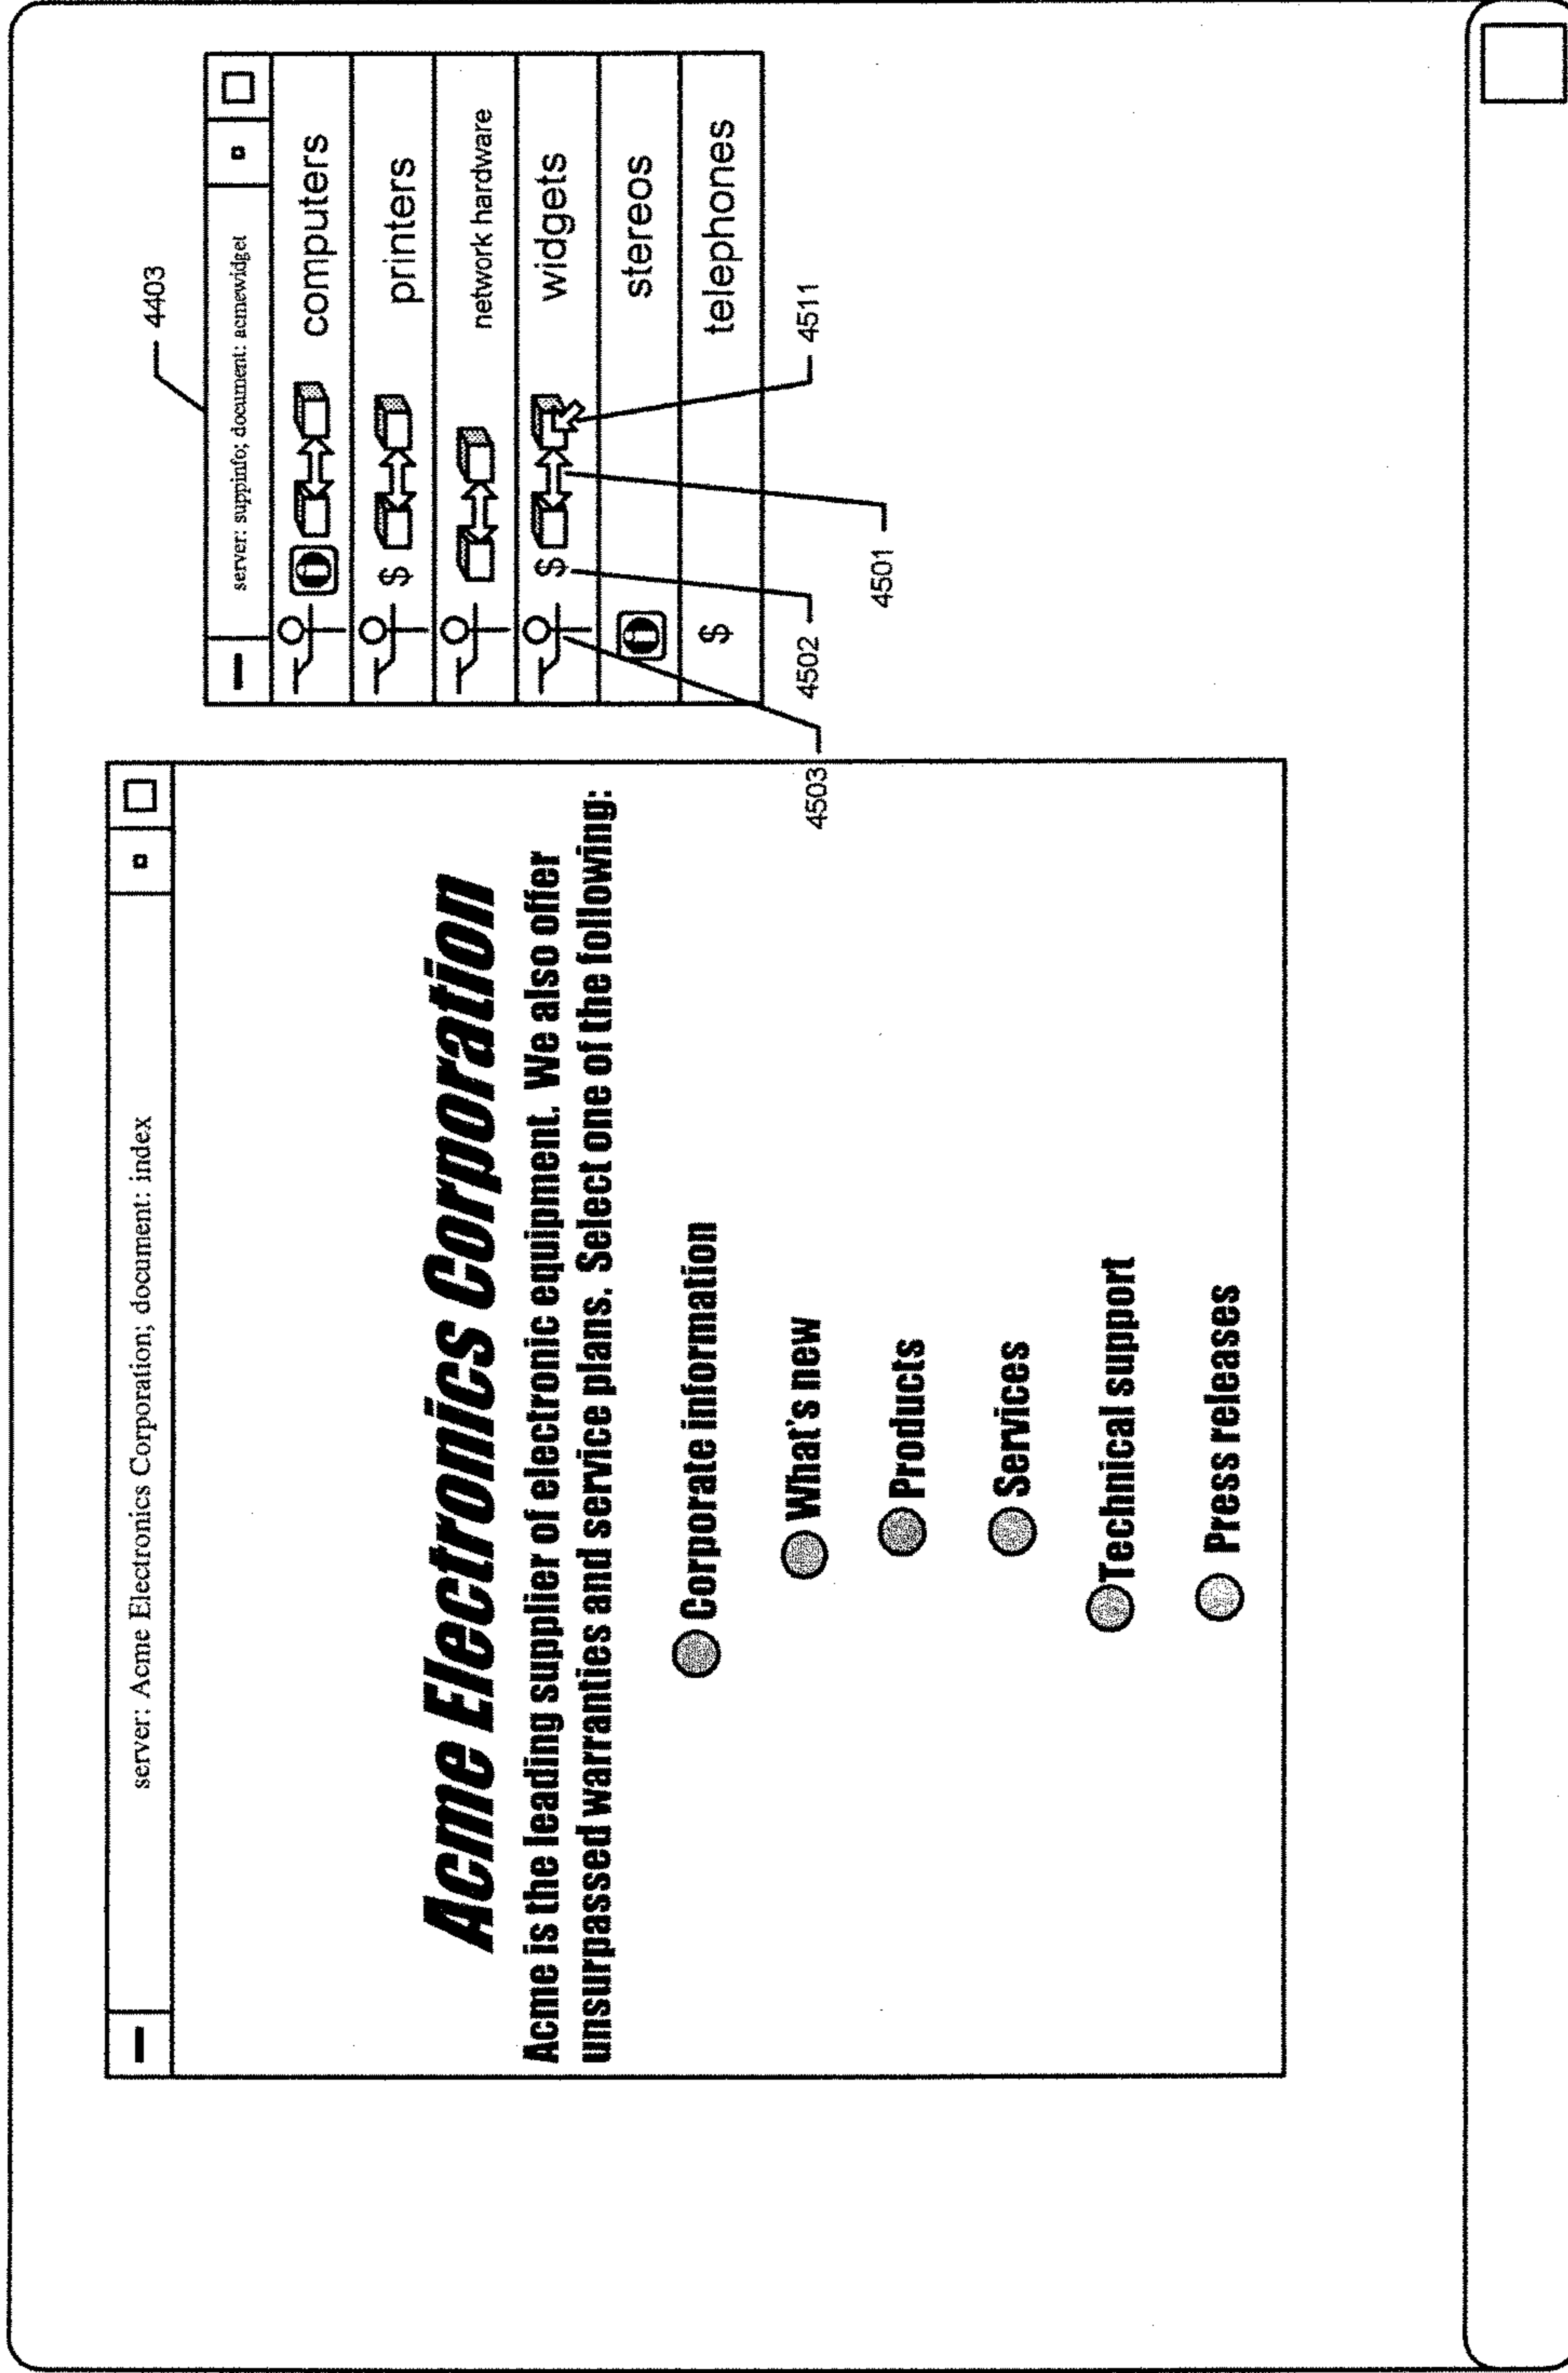 server: Acme Electronics Corporation; document: index
Acme Electronics Corporation
Acme is the leading supplier of electronic equipment. We also offer
unsurpassed warranties and service plans. Select one of the following:
Corporate information
What's new
Products
Services
Technical support
Press releases
4403
server: suppinfo; document: acmewidget
computers
$ printers
network hardware
$ widgets
stereos
$ telephones
4503
4502
4501
4511